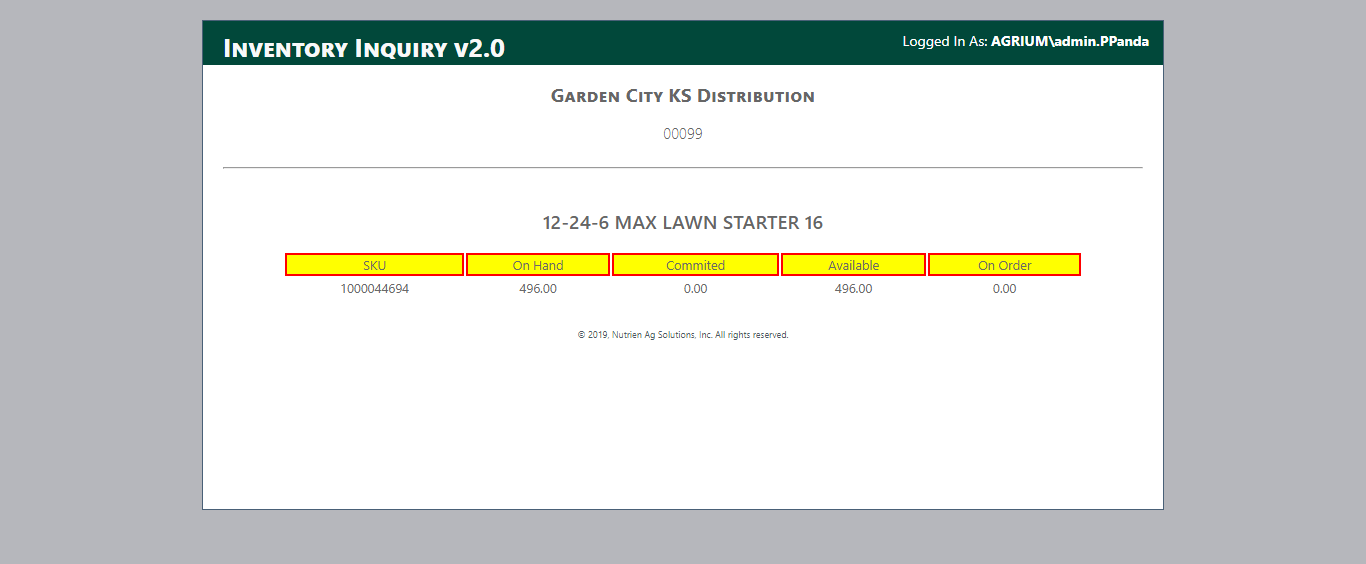 Inventory Inquiry v2.0
Logged In As: AGRIUM\admin.PPanda
Garden City KS Distribution
00099
12-24-6 MAX LAWN STARTER 16
SKU On Hand Commited Available On Order
1000044694 496.00 0.00 496.00 0.00
© 2019, Nutrien Ag Solutions, Inc. All rights reserved.